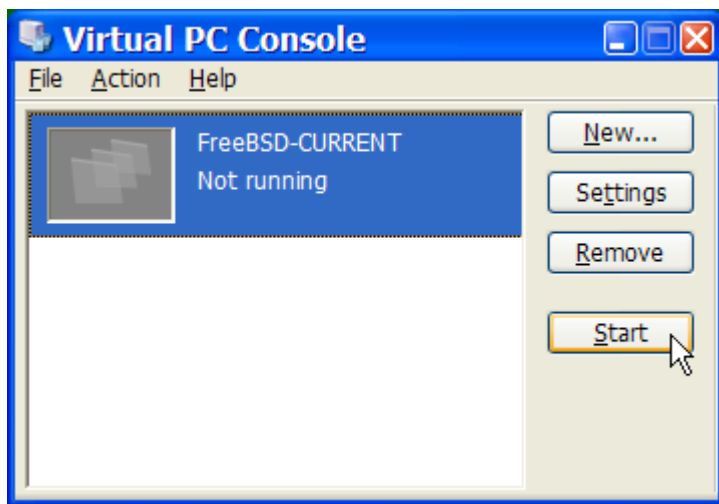 Virtual PC Console
File Action Help
FreeBSD-CURRENT
Not running
New...
Settings
Remove
Start